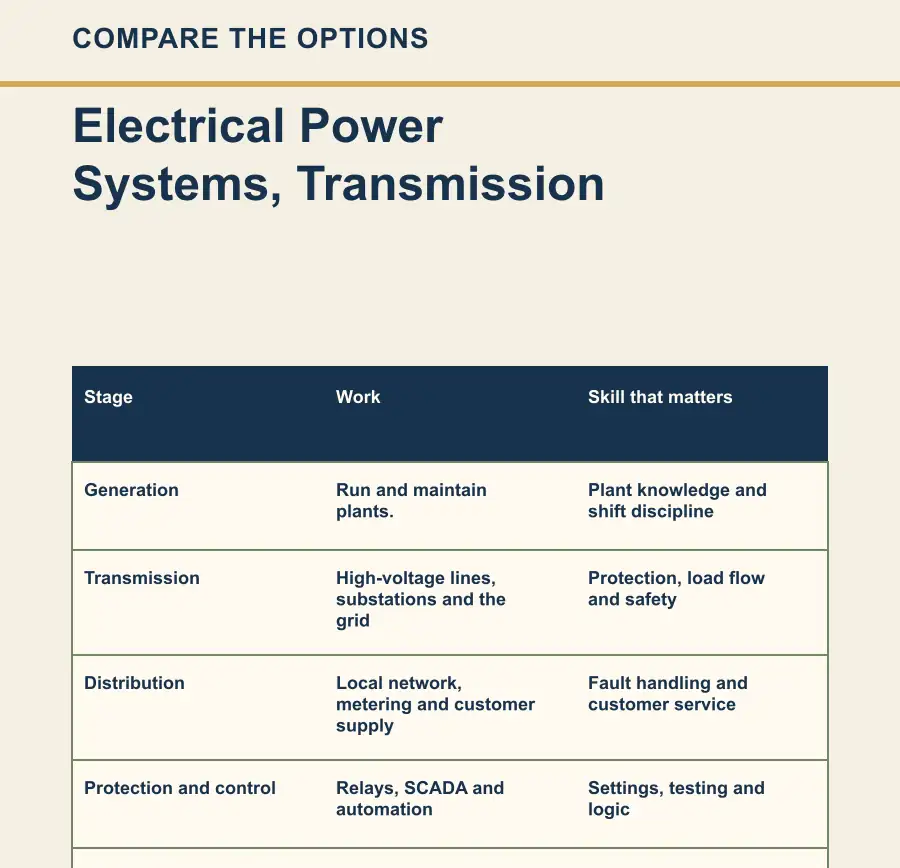 COMPARE THE OPTIONS
Electrical Power
Systems, Transmission
Stage
Work
Skill that matters
Generation
Run and maintain
plants.
Plant knowledge and
shift discipline
Transmission
High-voltage lines,
substations and the
grid
Protection, load flow
and safety
Distribution
Local network,
metering and customer
supply
Fault handling and
customer service
Protection and control
Relays, SCADA and
automation
Settings, testing and
logic